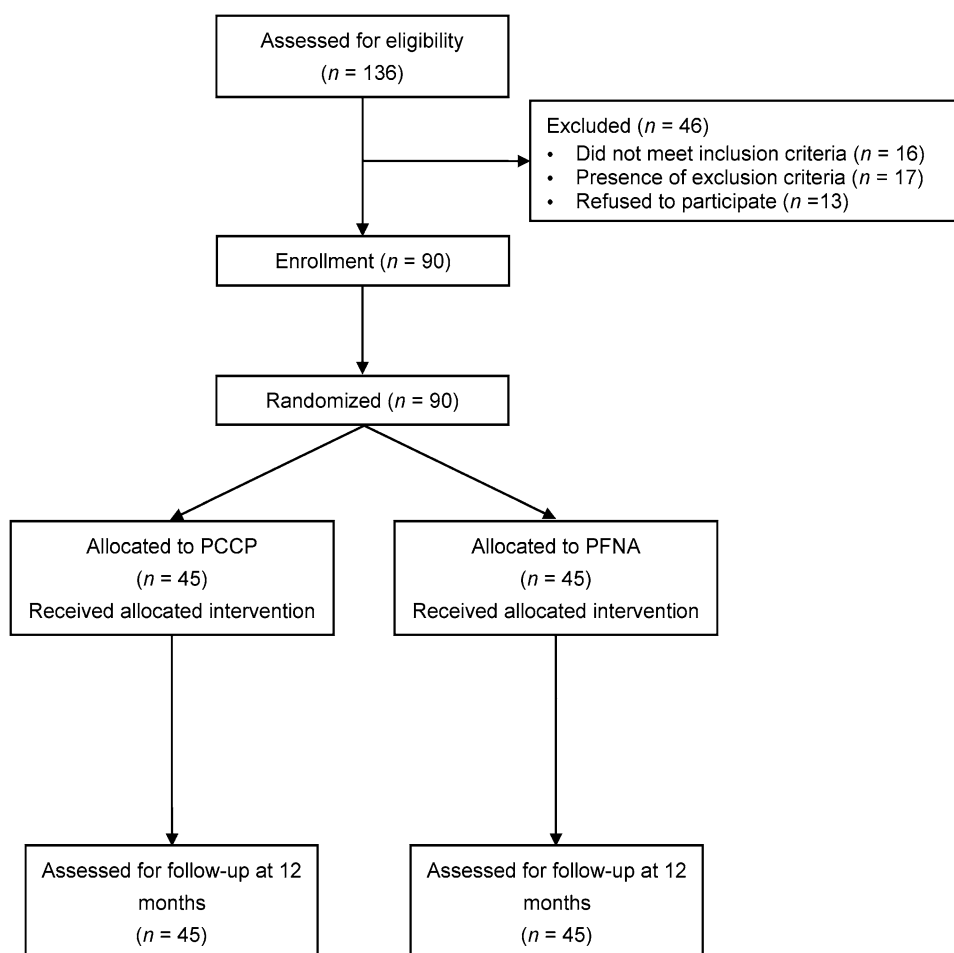 Assessed for eligibility
(n = 136)
Excluded (n = 46)
• Did not meet inclusion criteria (n = 16)
• Presence of exclusion criteria (n = 17)
• Refused to participate (n =13)
Enrollment (n = 90)
Randomized (n = 90)
Allocated to PCCP
(n = 45)
Received allocated intervention
Allocated to PFNA
(n = 45)
Received allocated intervention
Assessed for follow-up at 12
months
(n = 45)
Assessed for follow-up at 12
months
(n = 45)